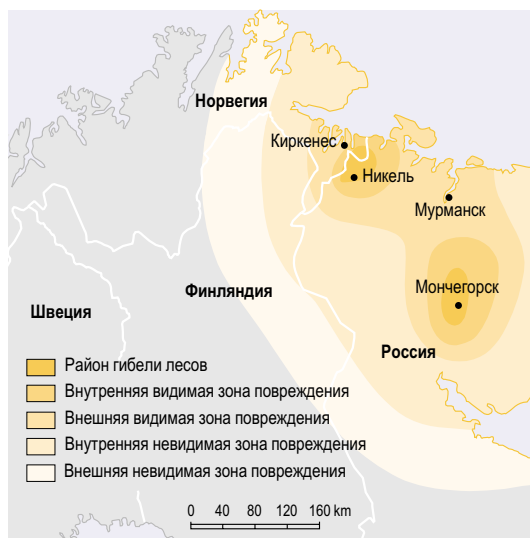 Норвегия
Киркенес
Никель
Мурманск
Мончегорск
Финляндия
Швеция
Россия
Район гибели лесов
Внутренняя видимая зона повреждения
Внешняя видимая зона повреждения
Внутренняя невидимая зона повреждения
Внешняя невидимая зона повреждения
0 40 80 120 160 km